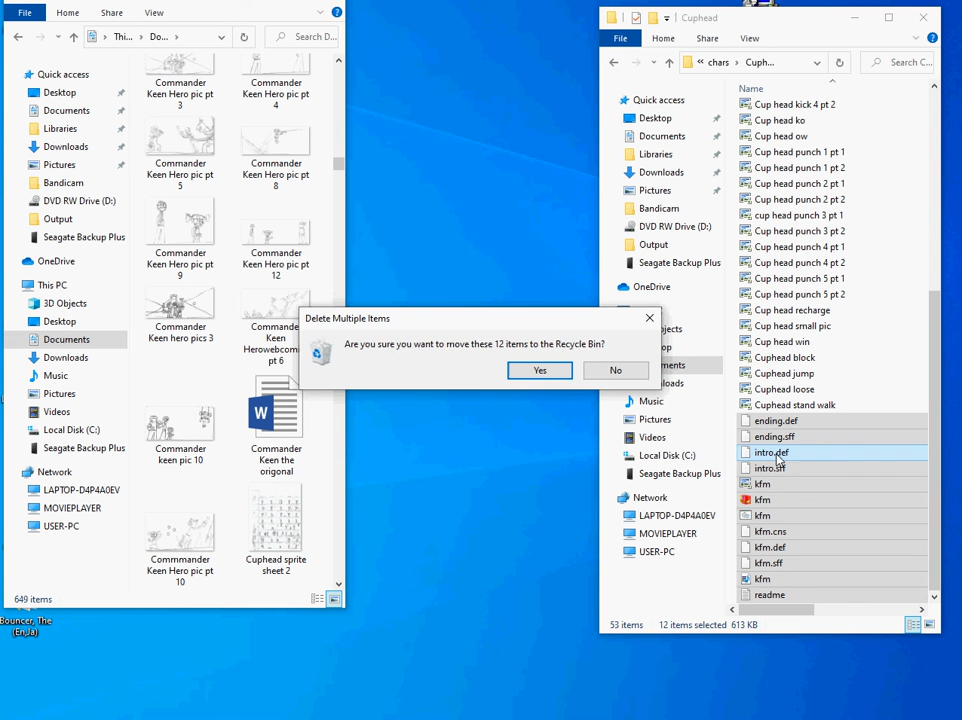 File
Home
Share
View
Thi...
Do...
Search D...
Quick access
Desktop
Documents
Libraries
Downloads
Pictures
Bandicam
DVD RW Drive (D:)
Output
Seagate Backup Plus
OneDrive
This PC
3D Objects
Desktop
Documents
Downloads
Music
Pictures
Videos
Local Disk (C:)
Seagate Backup Plus
Network
LAPTOP-D4P4A0EV
MOVIEPLAYER
USER-PC
Commander
Keen Hero pic pt
3
Commander
Keen Hero pic pt
4
Commander
Keen Hero pic pt
5
Commander
Keen Hero pic pt
8
Commander
Keen Hero pic pt
9
Commander
Keen Hero pic pt
12
Commander
Keen hero pics 3
Commande
Keen
Herowebcom
pt 6
Commander
keen pic 10
Commander
Keen the
origonal
Commmander
Keen Hero pic pt
10
Cuphead sprite
sheet 2
649 items
Bouncer, The
(En,Ja)
Delete Multiple Items
Are you sure you want to move these 12 items to the Recycle Bin?
Yes
No
Cuphead
File
Home
Share
View
chars
Cuph...
Search C...
Quick access
Desktop
Documents
Libraries
Downloads
Pictures
Bandicam
DVD RW Drive (D:)
Output
Seagate Backup Plus
OneDrive
bjects
op
ments
loads
Music
Pictures
Videos
Local Disk (C:)
Seagate Backup Plus
Network
LAPTOP-D4P4A0EV
MOVIEPLAYER
USER-PC
Name
Cup head kick 4 pt 2
Cup head ko
Cup head ow
Cup head punch 1 pt 1
Cup head punch 1 pt 2
Cup head punch 2 pt 1
Cup head punch 2 pt 2
cup head punch 3 pt 1
Cup head punch 3 pt 2
Cup head punch 4 pt 1
Cup head punch 4 pt 2
Cup head punch 5 pt 1
Cup head punch 5 pt 2
Cup head recharge
Cup head small pic
Cup head win
Cuphead block
Cuphead jump
Cuphead loose
Cuphead stand walk
ending.def
ending.sff
intro.def
intro.sff
kfm
kfm
kfm
kfm.cns
kfm.def
kfm.sff
kfm
readme
53 items
12 items selected
613 KB